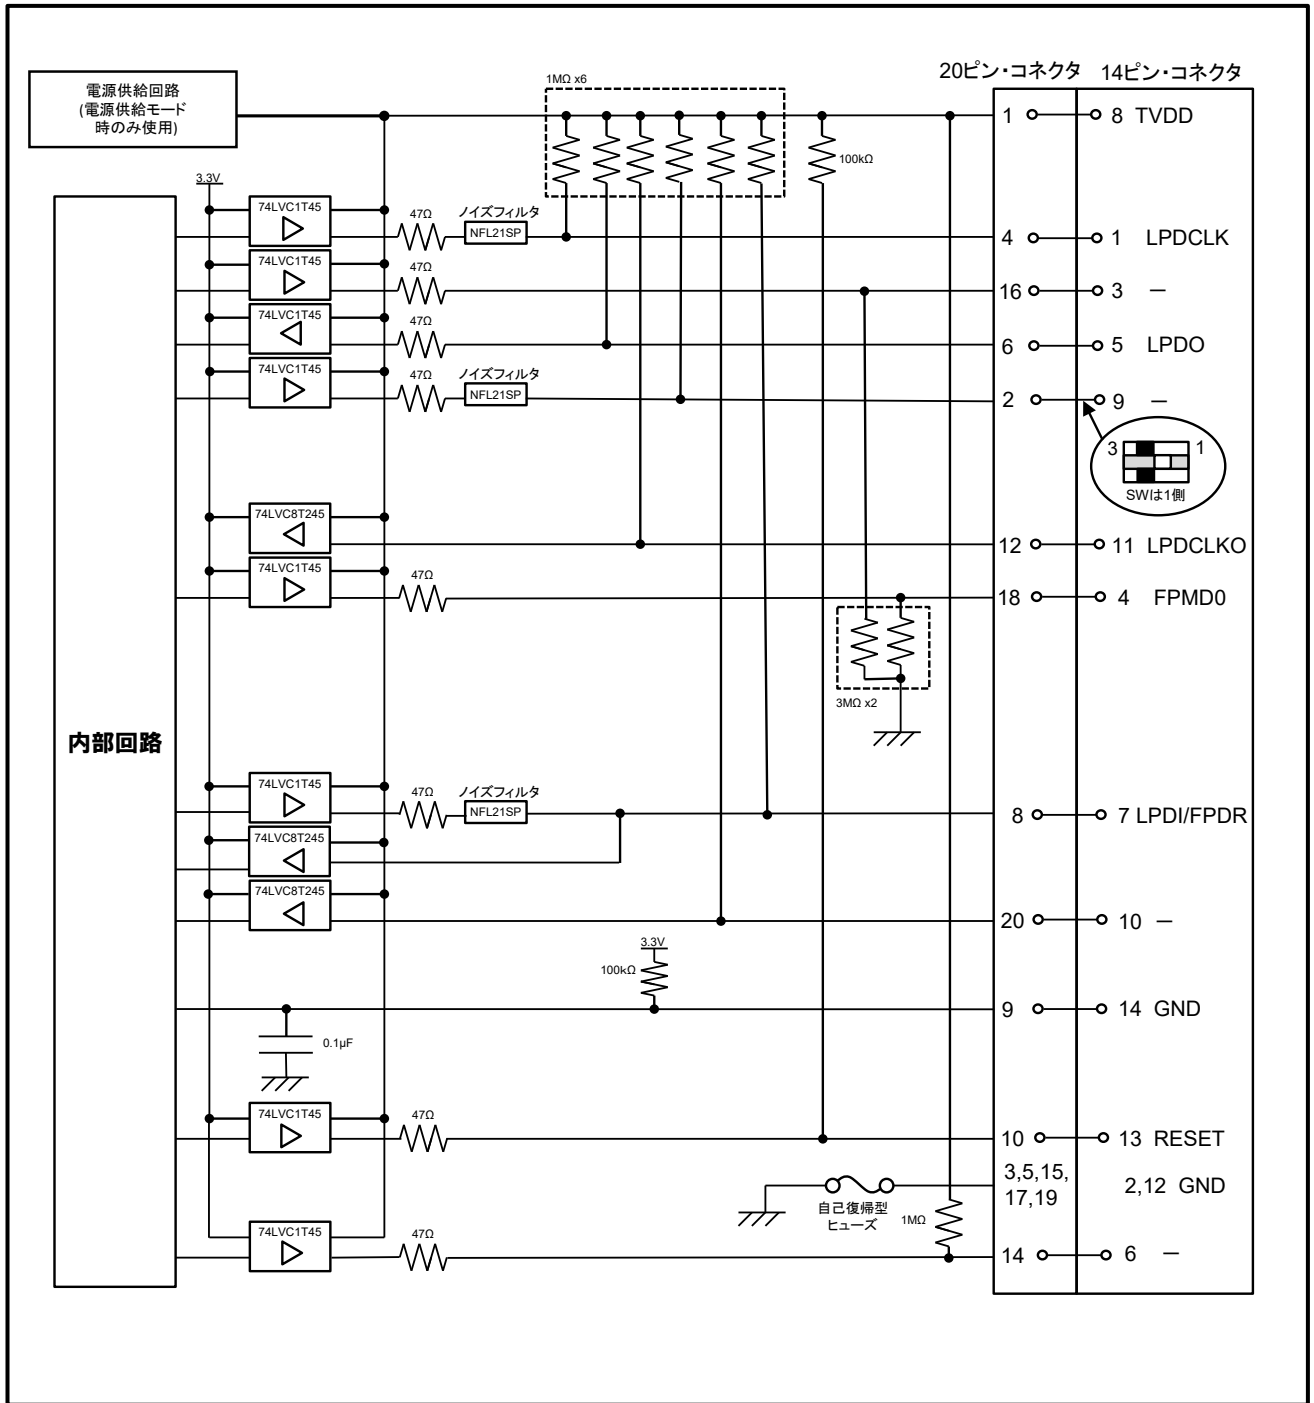 20ピン・コネクタ 14ピン・コネクタ
電源供給回路
(電源供給モード
時のみ使用)
1MΩ x6
1 8 TVDD
100kΩ
3.3V
74LVC1T45
47Ω
ノイズフィルタ
NFL21SP
4 1 LPDCLK
74LVC1T45
47Ω
16 3 —
74LVC1T45
47Ω
6 5 LPDO
74LVC1T45
47Ω
ノイズフィルタ
NFL21SP
2 9 —
3 1
SWは1側
74LVC8T245
12 11 LPDCLKO
74LVC1T45
47Ω
18 4 FPMD0
3MΩ x2
内部回路
74LVC1T45
47Ω
ノイズフィルタ
NFL21SP
8 7 LPDI/FPDR
74LVC8T245
74LVC8T245
20 10 —
3.3V
100kΩ
9 14 GND
0.1µF
74LVC1T45
47Ω
10 13 RESET
3,5,15,
17,19
2,12 GND
自己復帰型
ヒューズ
1MΩ
74LVC1T45
47Ω
14 6 —